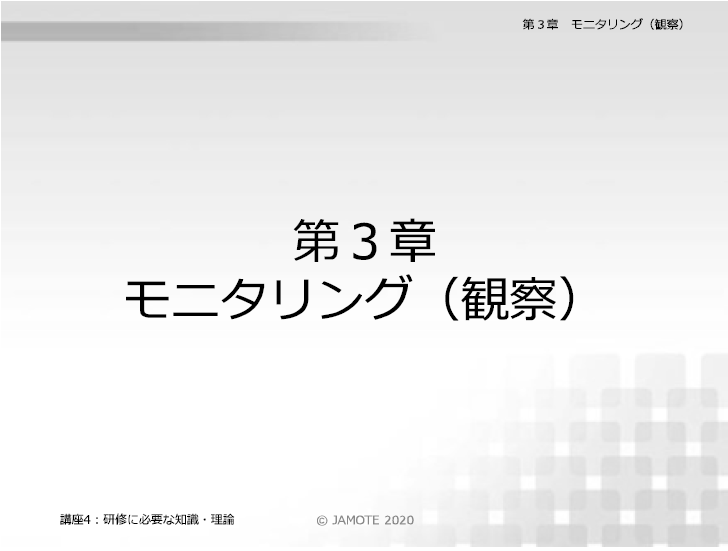 第３章　モニタリング（観察）
第３章
モニタリング（観察）
講座4：研修に必要な知識・理論
© JAMOTE 2020